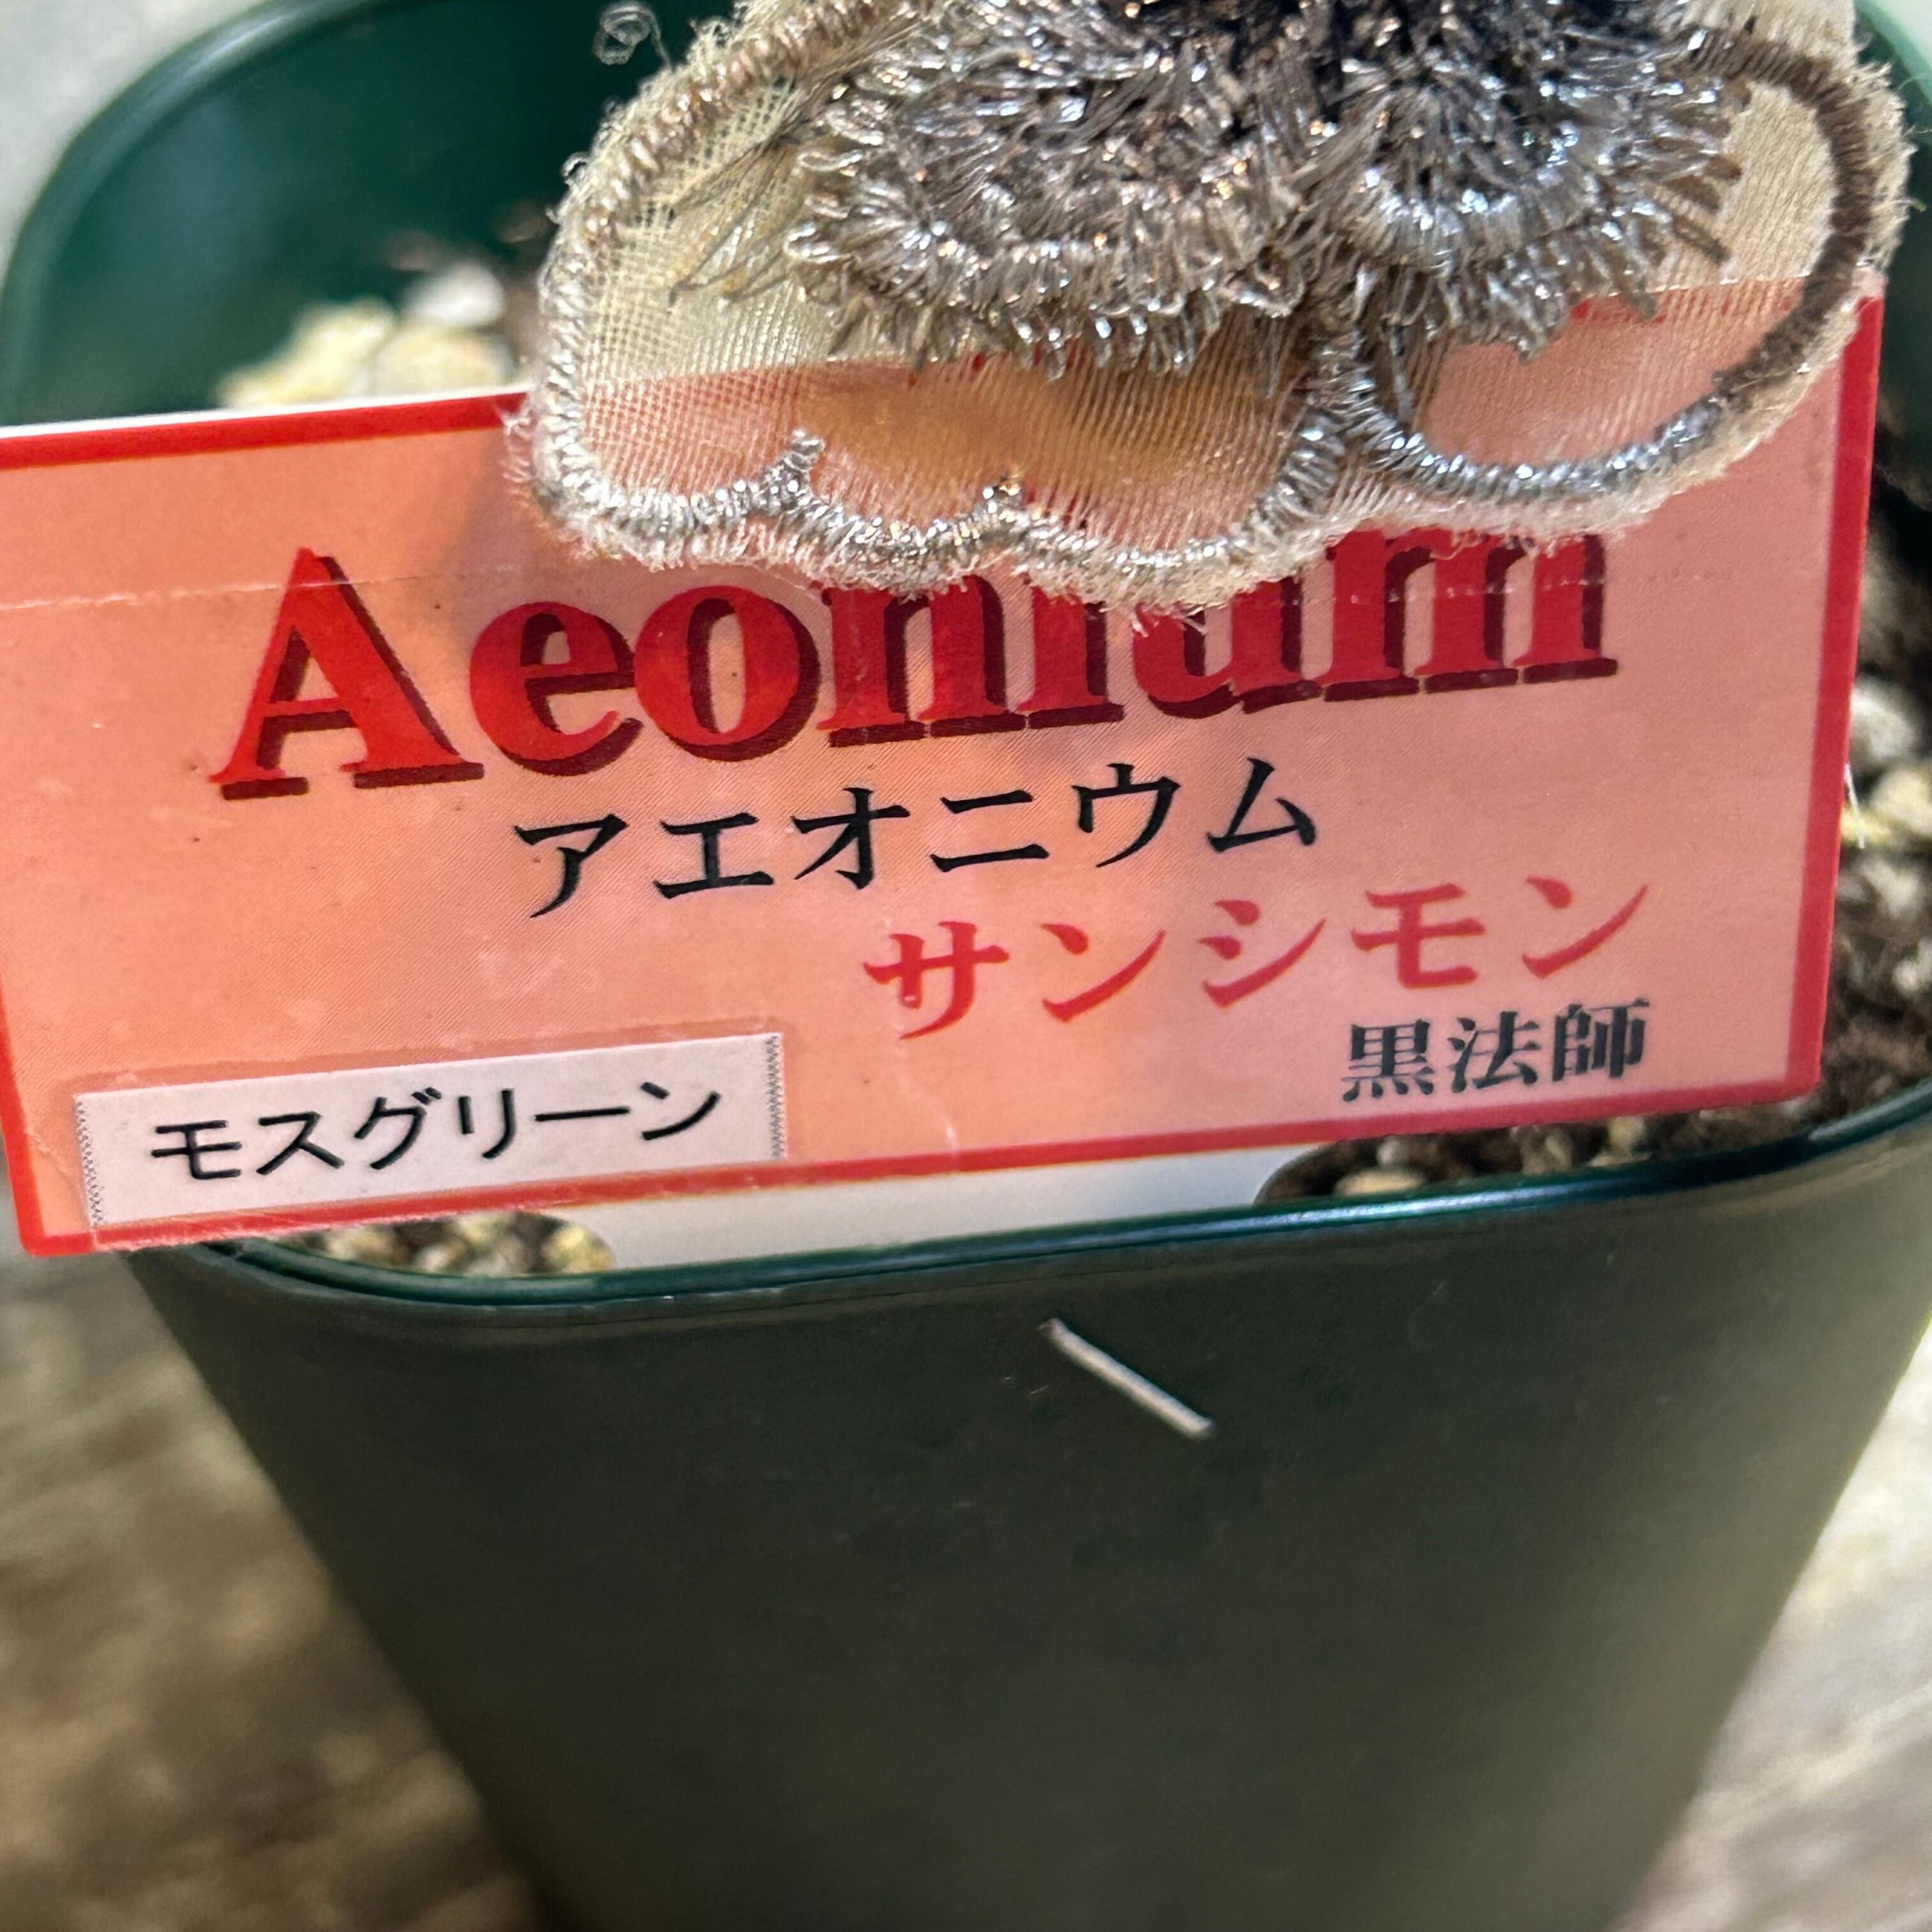 Aeonium
アエオニウム
サンシモン
黒法師
モスグリーン